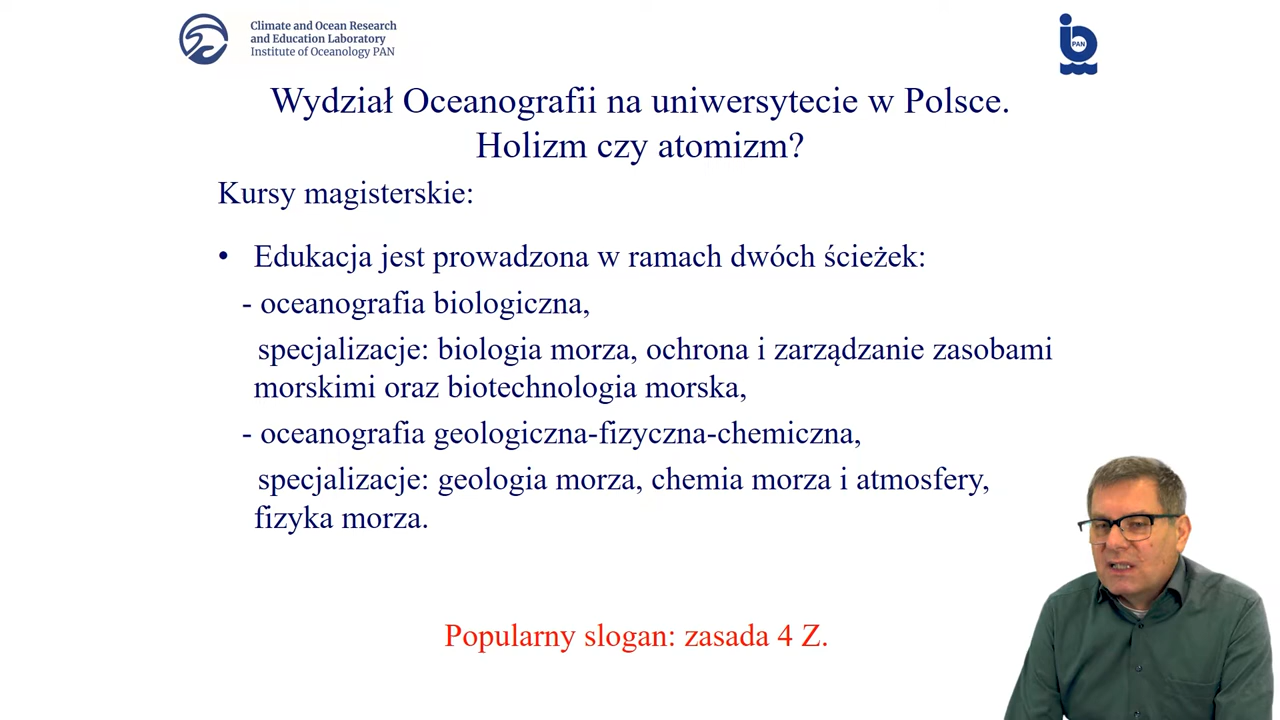 Climate and Ocean Research
and Education Laboratory
Institute of Oceanology PAN
PAN
Wydział Oceanografii na uniwersytecie w Polsce.
Holizm czy atomizm?
Kursy magisterskie:
• Edukacja jest prowadzona w ramach dwóch ścieżek:
- oceanografia biologiczna,
specjalizacje: biologia morza, ochrona i zarządzanie zasobami
morskimi oraz biotechnologia morska,
- oceanografia geologiczna-fizyczna-chemiczna,
specjalizacje: geologia morza, chemia morza i atmosfery,
fizyka morza.
Popularny slogan: zasada 4 Z.